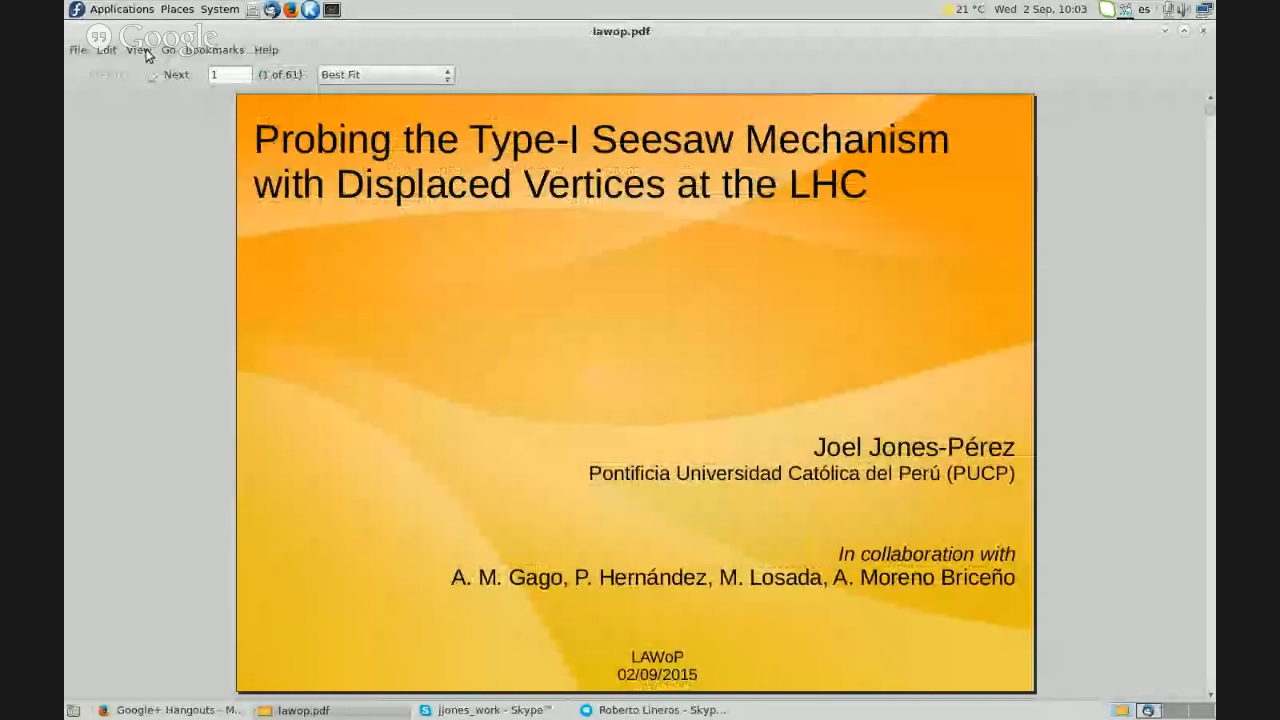 Applications Places System
21 °C Wed 2 Sep, 10:03 es
lawop.pdf
Google
File Edit View Go Bookmarks Help
Next 1 (1 of 61) Best Fit
Probing the Type-I Seesaw Mechanism
with Displaced Vertices at the LHC
Joel Jones-Pérez
Pontificia Universidad Católica del Perú (PUCP)
In collaboration with
A. M. Gago, P. Hernández, M. Losada, A. Moreno Briceño
LAWoP
02/09/2015
Google+ Hangouts - M... lawop.pdf jjones_work - Skype™ Roberto Lineros - Skyp...